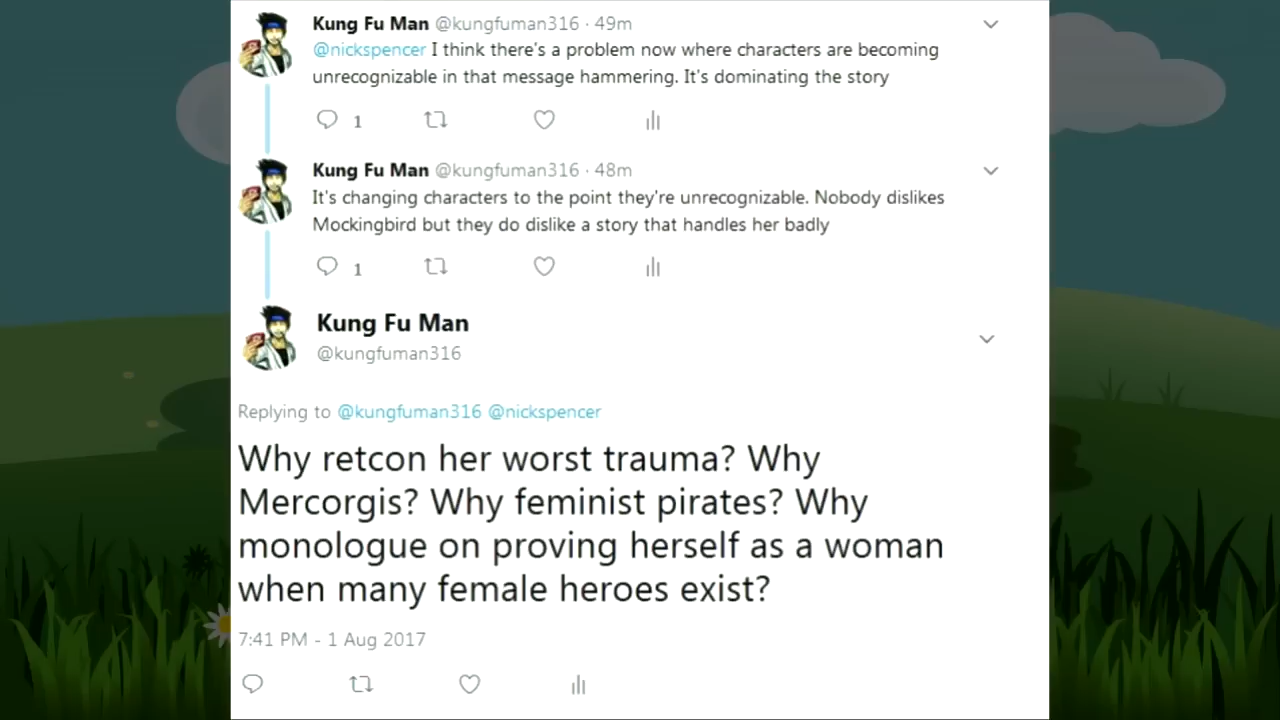 Kung Fu Man @kungfuman316 · 49m
@nickspencer I think there's a problem now where characters are becoming
unrecognizable in that message hammering. It's dominating the story
1
Kung Fu Man @kungfuman316 · 48m
It's changing characters to the point they're unrecognizable. Nobody dislikes
Mockingbird but they do dislike a story that handles her badly
1
Kung Fu Man
@kungfuman316
Replying to @kungfuman316 @nickspencer
Why retcon her worst trauma? Why
Mercorgis? Why feminist pirates? Why
monologue on proving herself as a woman
when many female heroes exist?
7:41 PM - 1 Aug 2017